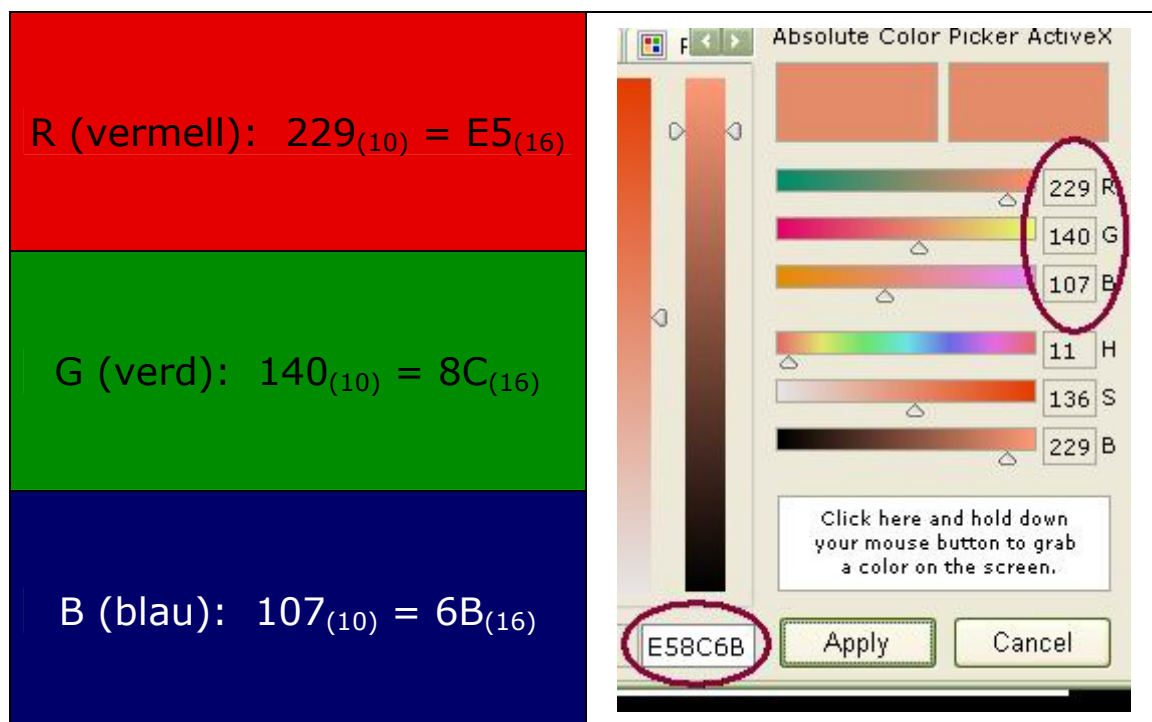 R (vermell): 229(10) = E5(16)
G (verd): 140(10) = 8C(16)
B (blau): 107(10) = 6B(16)
Absolute Color Picker ActiveX
229 R
140 G
107 B
11 H
136 S
229 B
Click here and hold down
your mouse button to grab
a color on the screen.
E58C6B
Apply
Cancel